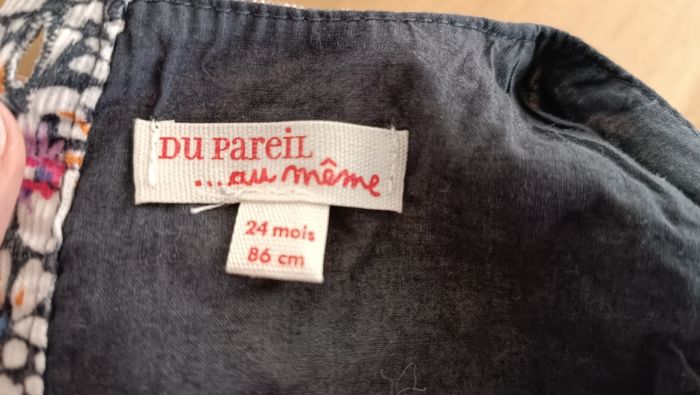 DU PAREIL
...au même
24 mois
86 cm